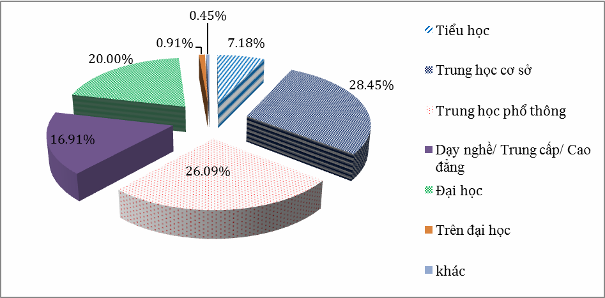 0.45%
0.91%
7.18%
20.00%
28.45%
16.91%
26.09%
Tiểu học
Trung học cơ sở
Trung học phổ thông
Dạy nghề/ Trung cấp/ Cao
đẳng
Đại học
Trên đại học
khác